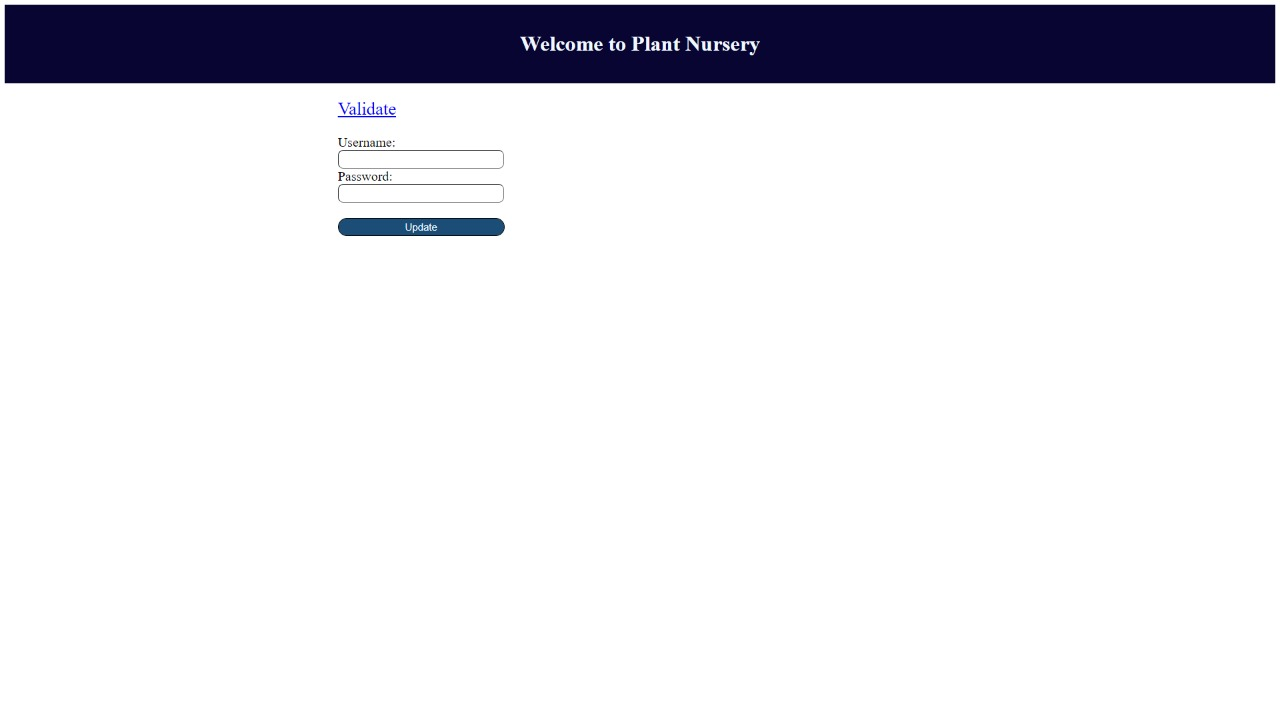 Welcome to Plant Nursery
Validate
Username:
Password:
Update